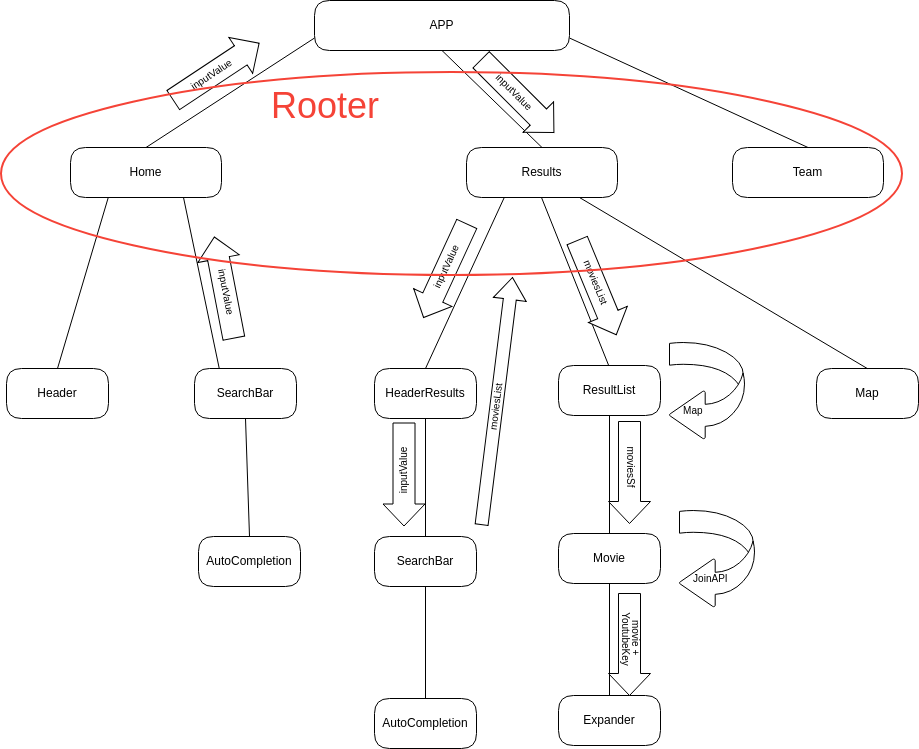 APP
inputValue
inputValue
Rooter
Home
Results
Team
inputValue
inputValue
moviesList
Header
SearchBar
HeaderResults
moviesList
ResultList
Map
Map
inputValue
moviesSf
AutoCompletion
SearchBar
Movie
JoinAPI
movie +
YoutubeKey
AutoCompletion
Expander